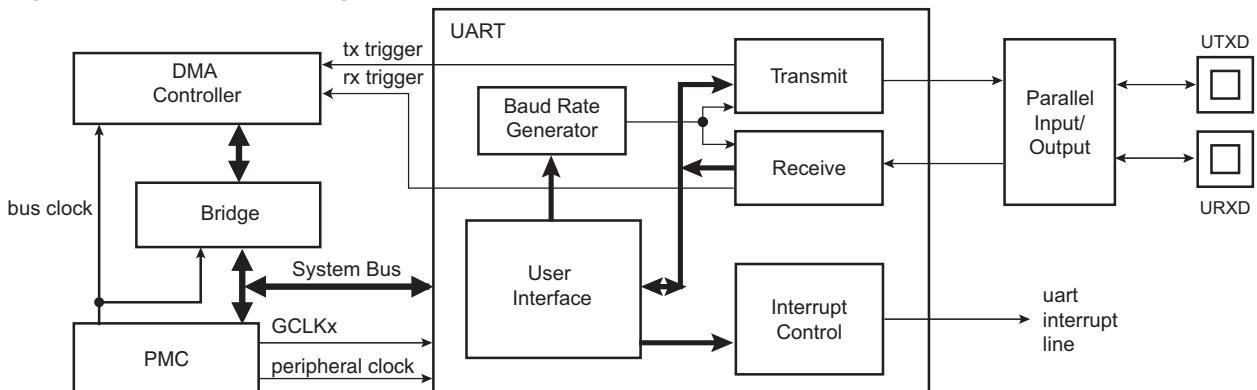 UART
tx trigger
rx trigger
DMA
Controller
Transmit
UTXD
Baud Rate
Generator
Parallel
Input/
Output
Receive
bus clock
Bridge
URXD
System Bus
User
Interface
Interrupt
Control
uart
interrupt
line
GCLKx
PMC
peripheral clock